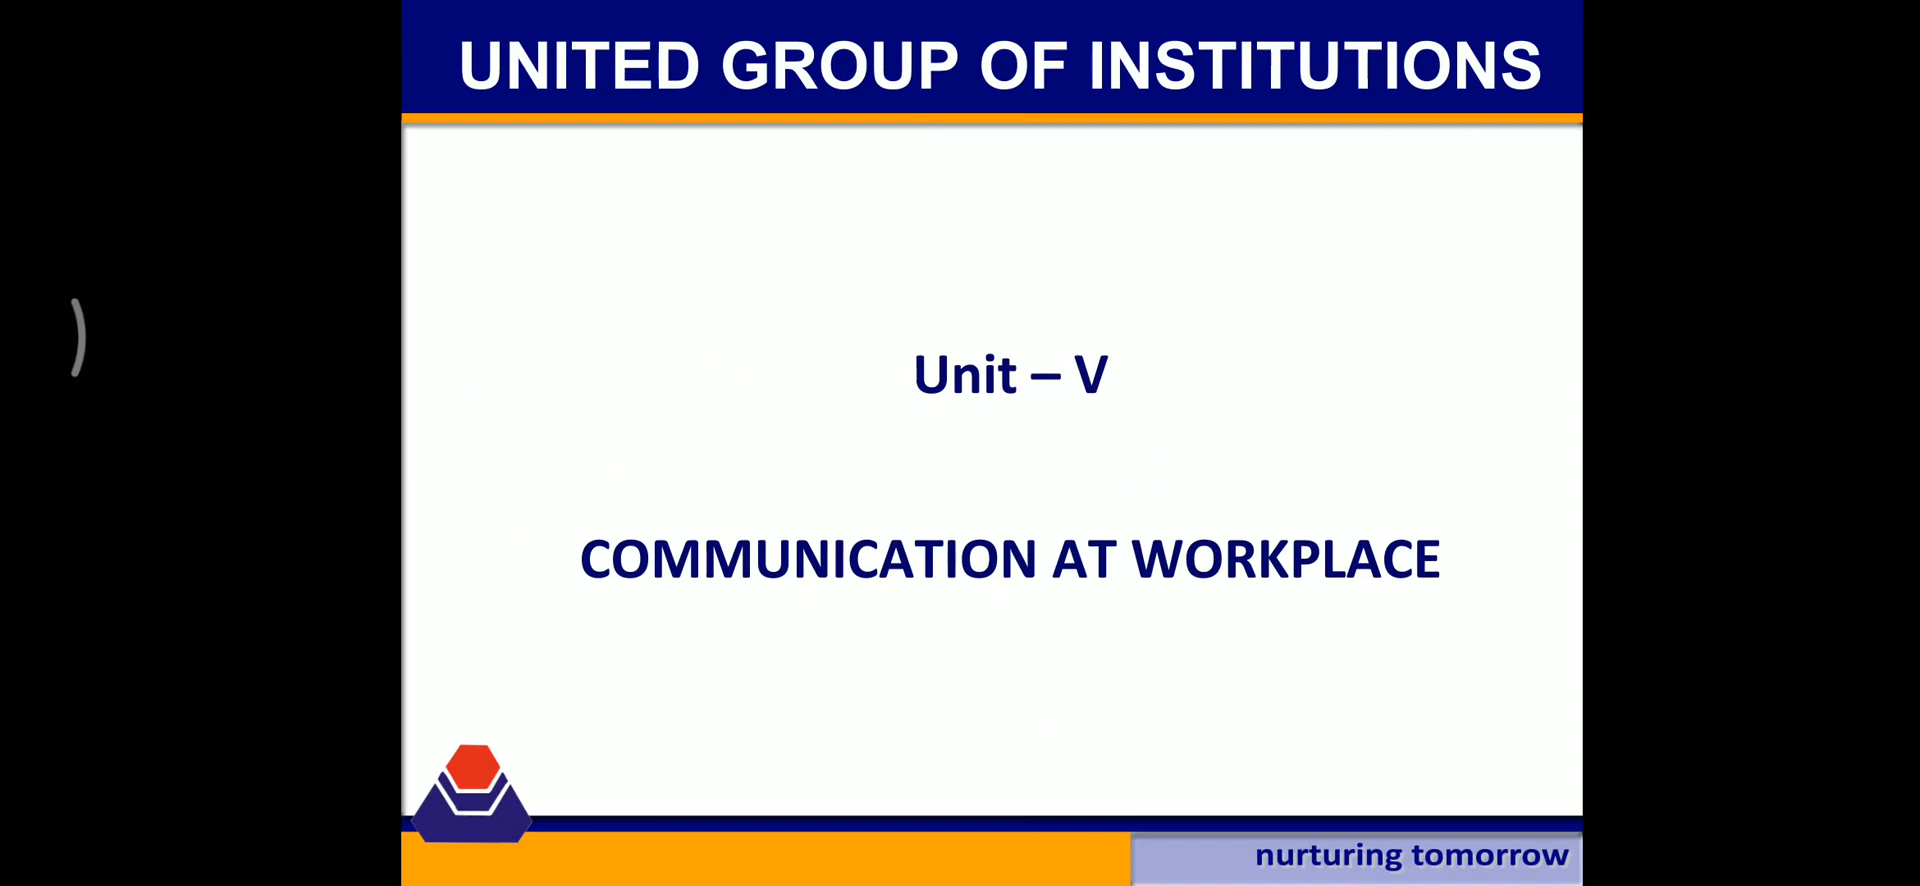 UNITED GROUP OF INSTITUTIONS
Unit – V
COMMUNICATION AT WORKPLACE
nurturing tomorrow